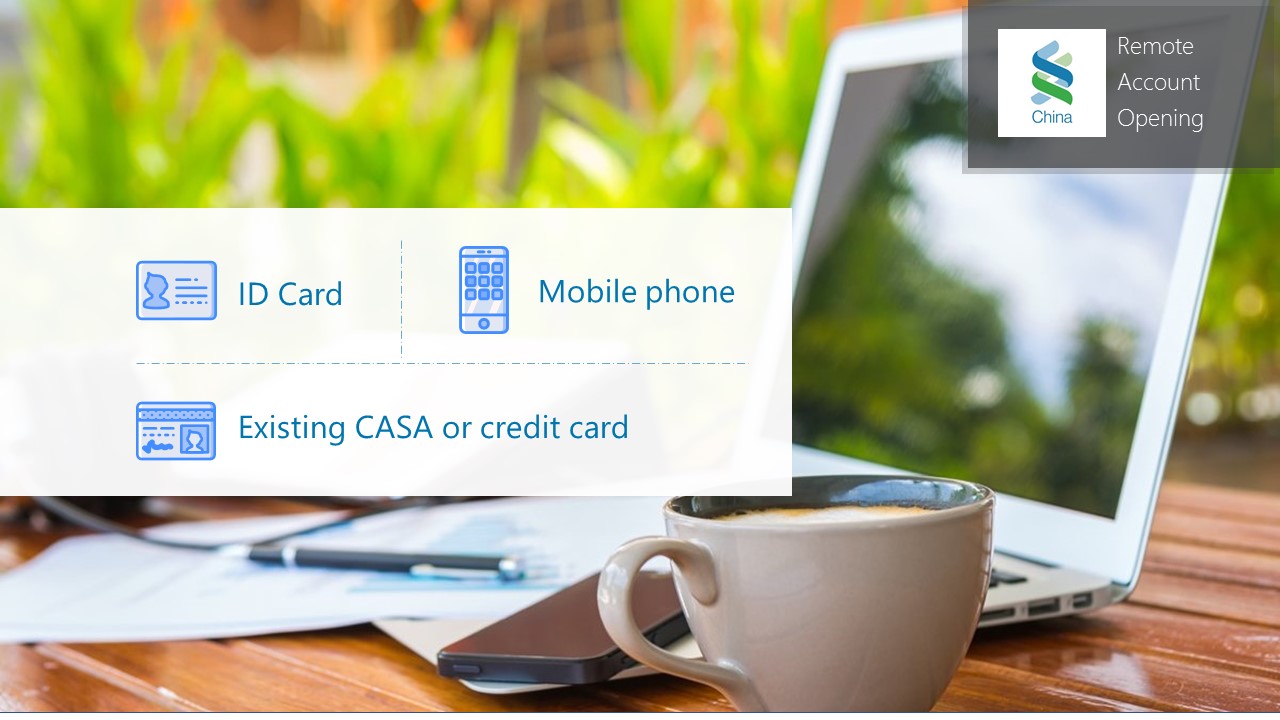 Remote
Account
Opening
China
ID Card
Mobile phone
Existing CASA or credit card